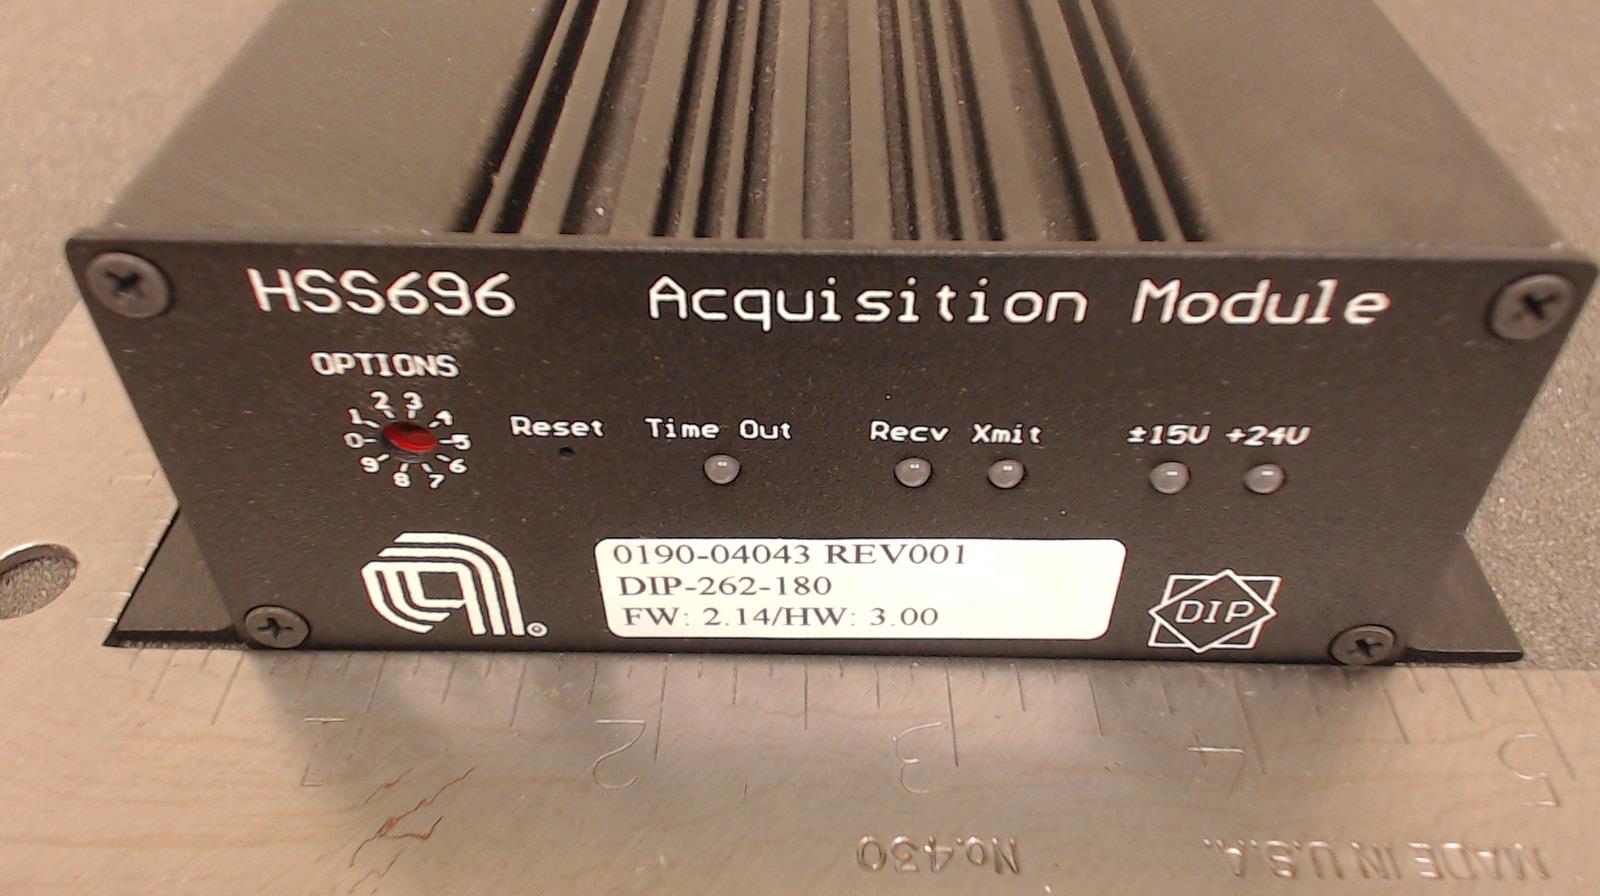 HSS696 Acquisition Module
OPTIONS
0 1 2 3 4 5 6 7 8 9
Reset
Time Out
Recv Xmit
±15V +24V
0190-04043 REV001
DIP-262-180
FW: 2.14/HW: 3.00
DIP
®
1 2 3 4 5
No.430
MADE IN U.S.A.